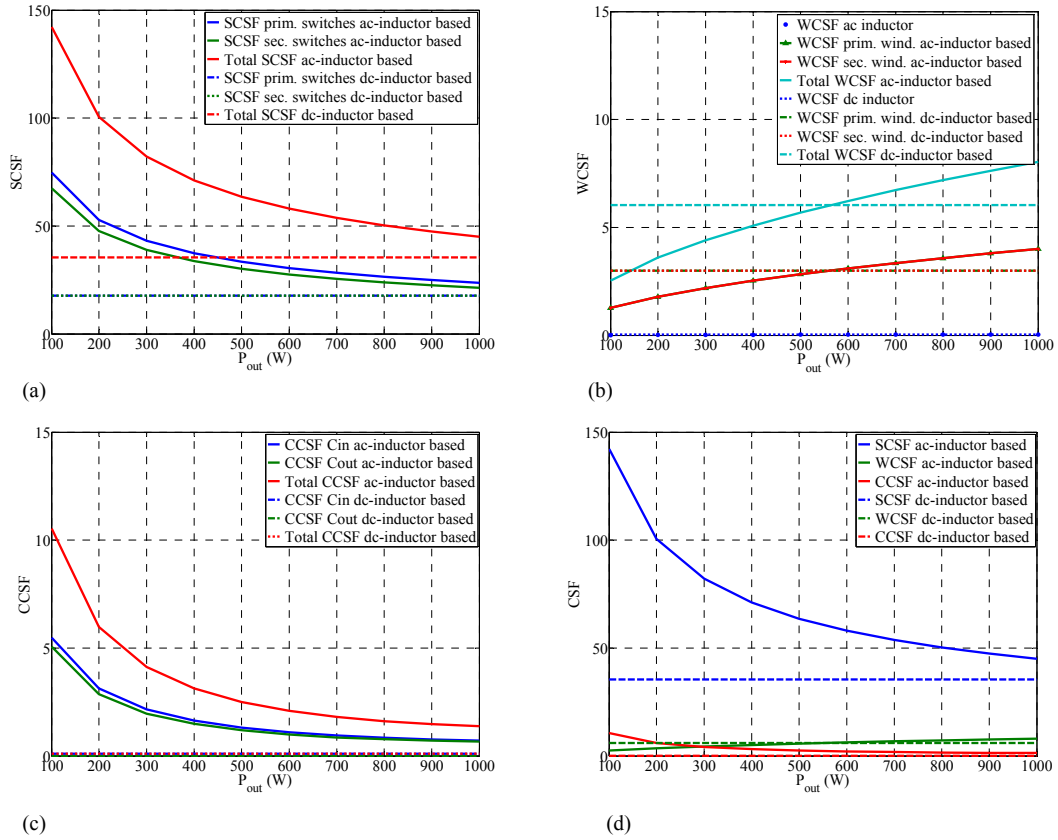 150
100
50
0
SCSF
SCSF prim. switches ac-inductor based
SCSF sec. switches ac-inductor based
Total SCSF ac-inductor based
SCSF prim. switches dc-inductor based
SCSF sec. switches dc-inductor based
Total SCSF dc-inductor based
100 200 300 400 500 600 700 800 900 1000
Pout (W)
(a)
15
10
5
0
WCSF
WCSF ac inductor
WCSF prim. wind. ac-inductor based
WCSF sec. wind. ac-inductor based
Total WCSF ac-inductor based
WCSF dc inductor
WCSF prim. wind. dc-inductor based
WCSF sec. wind. dc-inductor based
Total WCSF dc-inductor based
100 200 300 400 500 600 700 800 900 1000
Pout (W)
(b)
15
10
5
0
CCSF
CCSF Cin ac-inductor based
CCSF Cout ac-inductor based
Total CCSF ac-inductor based
CCSF Cin dc-inductor based
CCSF Cout dc-inductor based
Total CCSF dc-inductor based
100 200 300 400 500 600 700 800 900 1000
Pout (W)
(c)
150
100
50
0
CSF
SCSF ac-inductor based
WCSF ac-inductor based
CCSF ac-inductor based
SCSF dc-inductor based
WCSF dc-inductor based
CCSF dc-inductor based
100 200 300 400 500 600 700 800 900 1000
Pout (W)
(d)